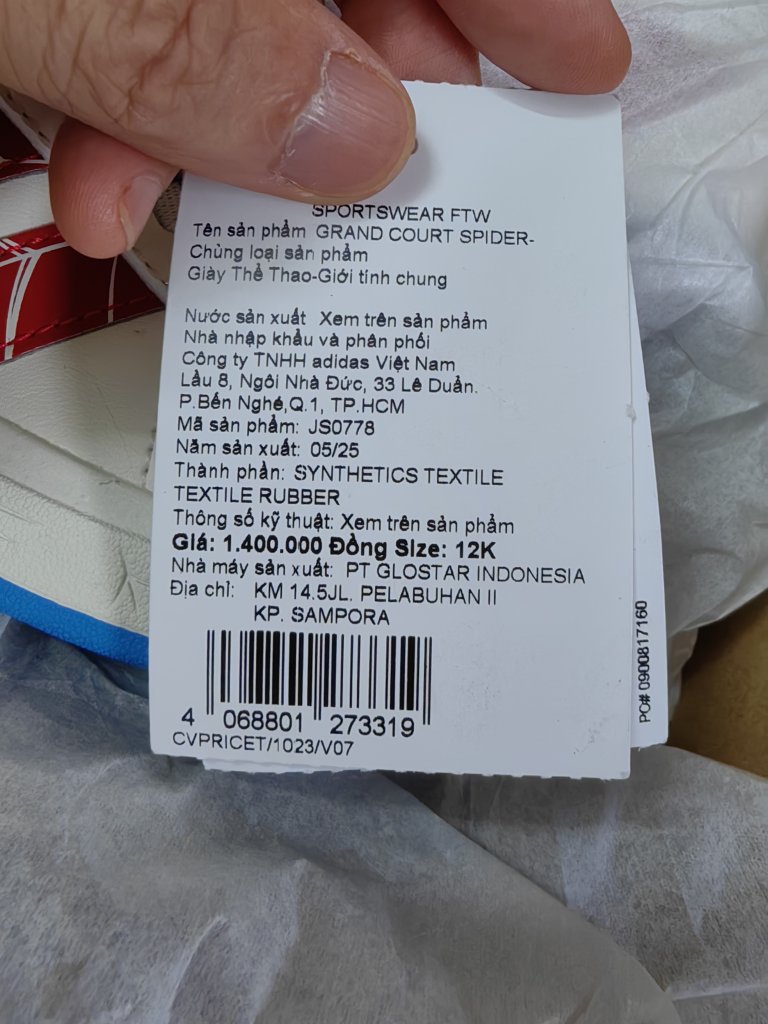 SPORTSWEAR FTW
Tên sản phẩm GRAND COURT SPIDER-
Chủng loại sản phẩm
Giày Thể Thao-Giới tính chung
Nước sản xuất Xem trên sản phẩm
Nhà nhập khẩu và phân phối
Công ty TNHH adidas Việt Nam
Lầu 8, Ngôi Nhà Đức, 33 Lê Duẩn.
P.Bến Nghé,Q.1, TP.HCM
Mã sản phẩm: JS0778
Năm sản xuất: 05/25
Thành phần: SYNTHETICS TEXTILE
TEXTILE RUBBER
Thông số kỹ thuật: Xem trên sản phẩm
Giá: 1.400.000 Đồng Size: 12K
Nhà máy sản xuất: PT GLOSTAR INDONESIA
Địa chỉ: KM 14.5JL. PELABUHAN II
KP. SAMPORA
4 068801 273319
CVPRICET/1023/V07
PO# 0900817160